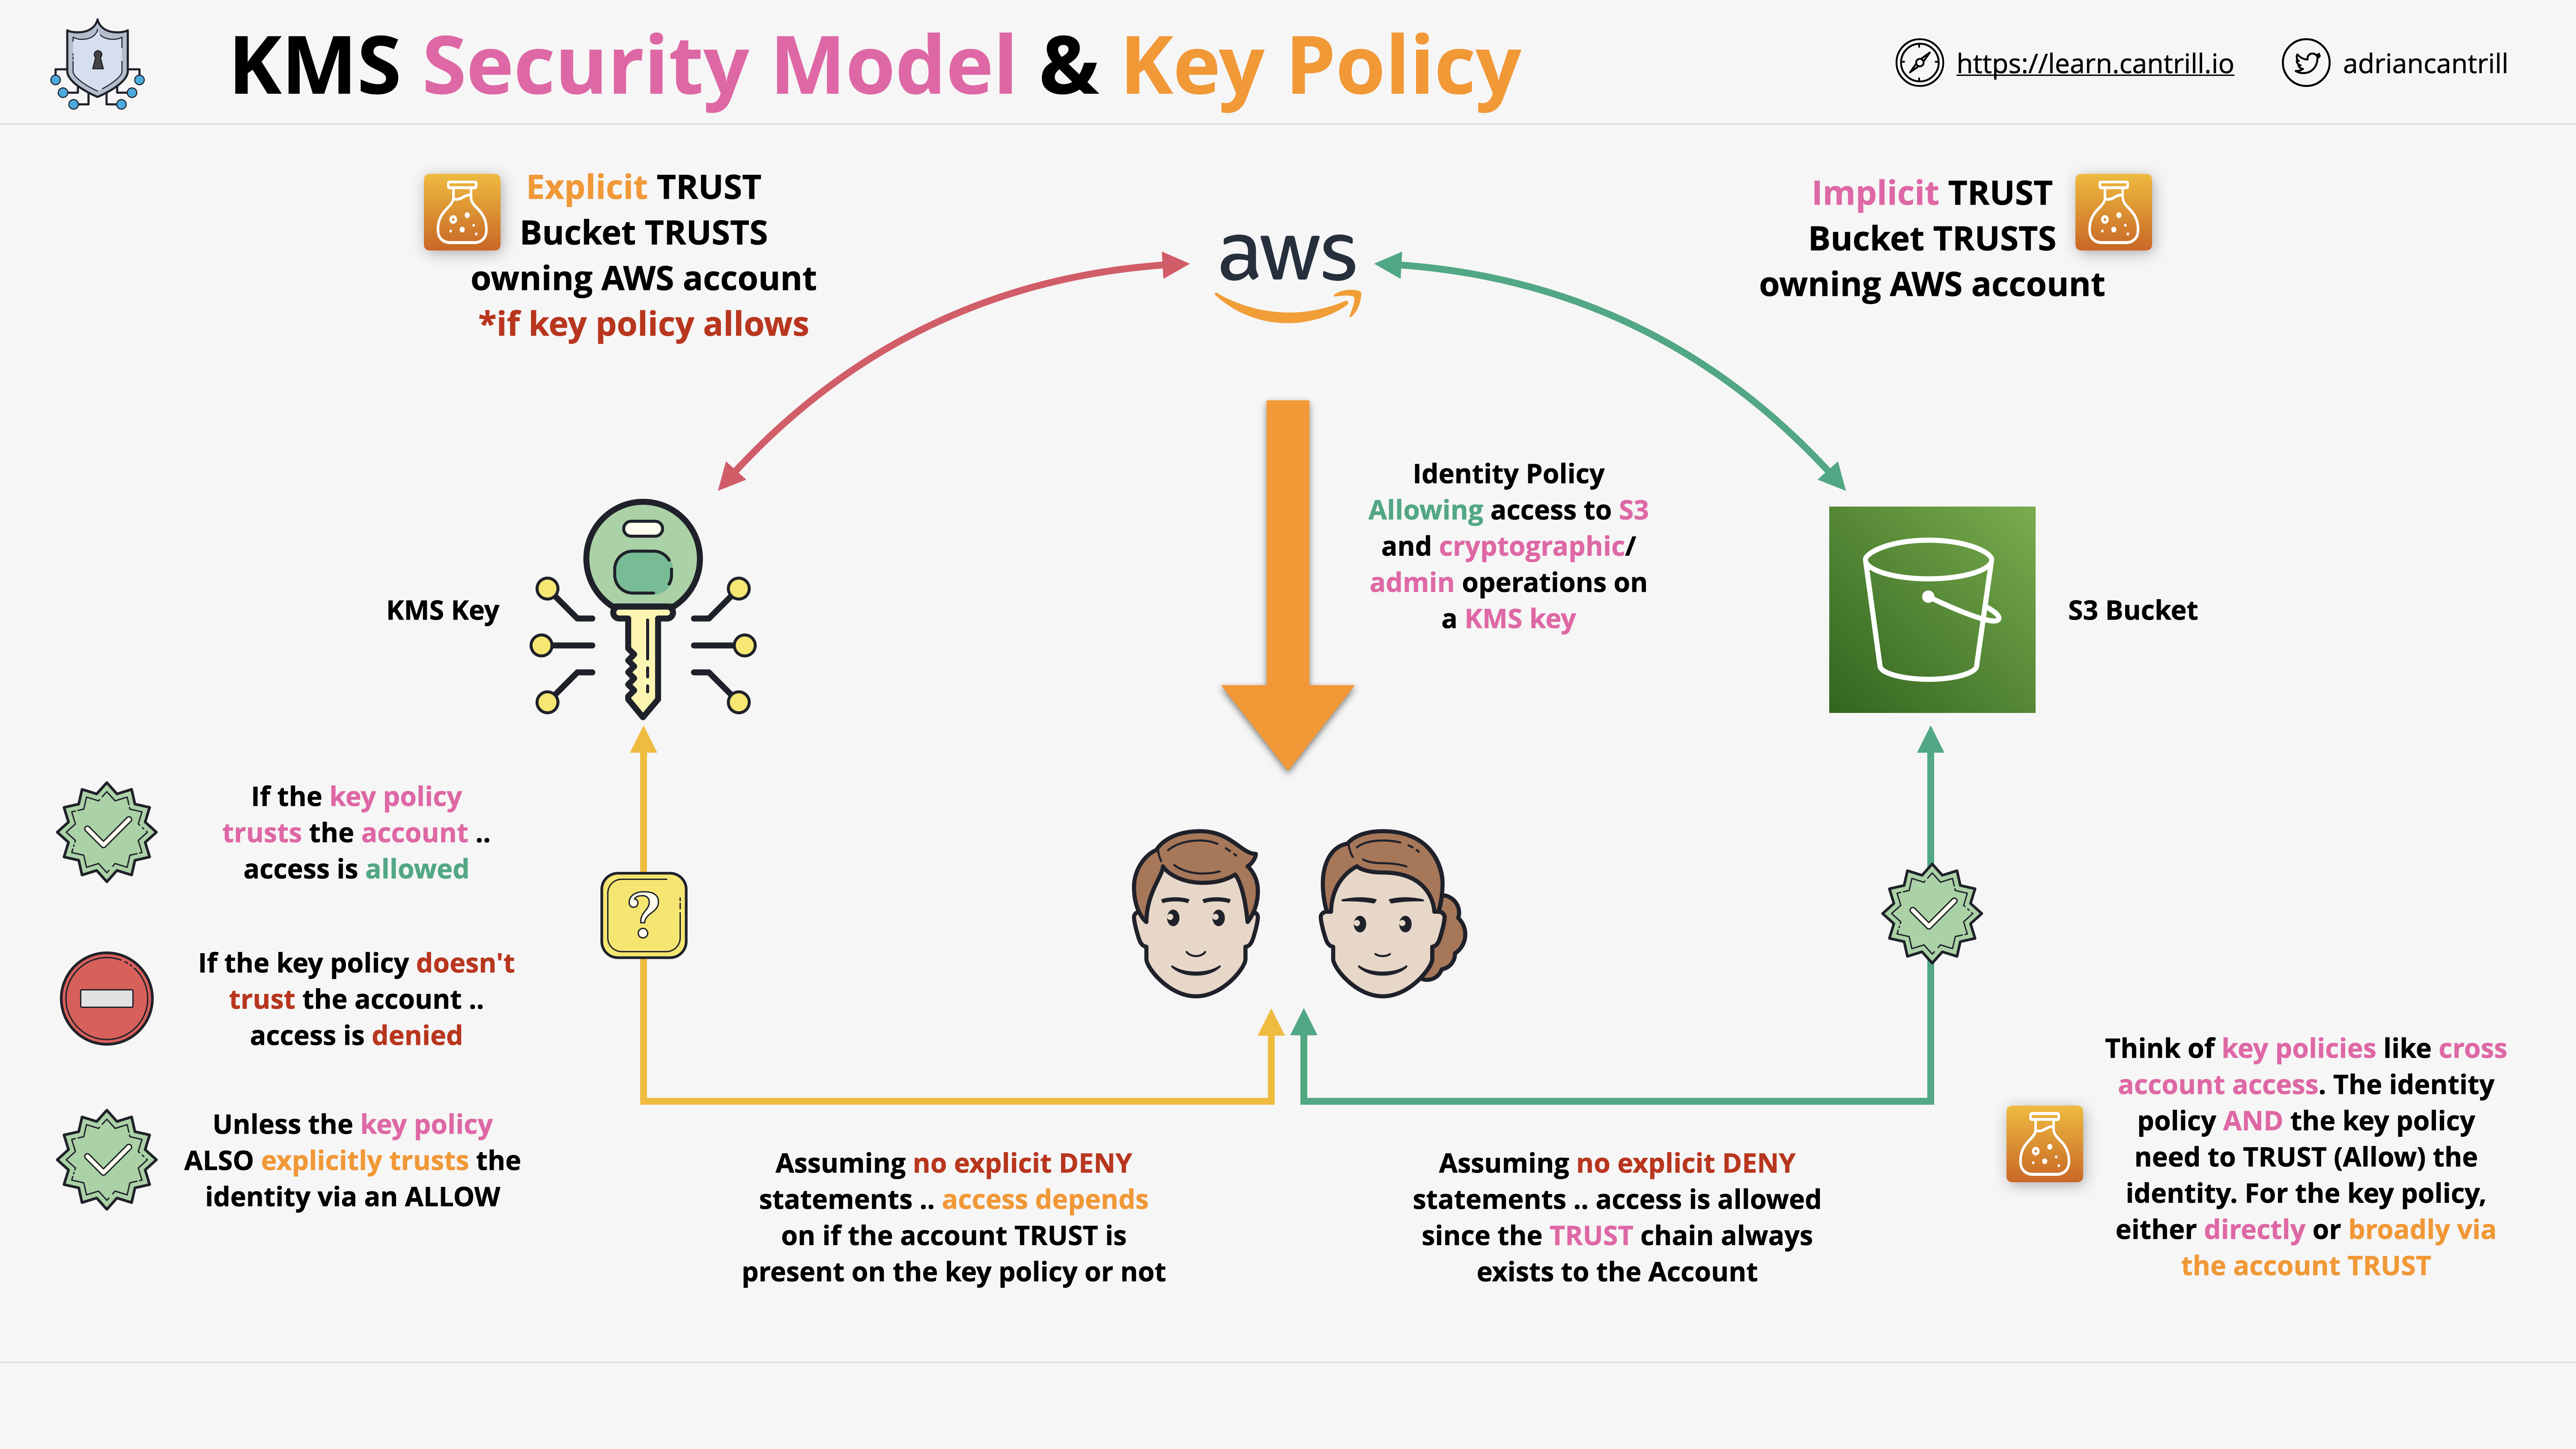 KMS Security Model & Key Policy
https://learn.cantrill.io
adriancantrill
Explicit TRUST
Bucket TRUSTS
owning AWS account
*if key policy allows
aws
Implicit TRUST
Bucket TRUSTS
owning AWS account
Identity Policy
Allowing access to S3
and cryptographic/
admin operations on
a KMS key
KMS Key
S3 Bucket
If the key policy
trusts the account ..
access is allowed
?
If the key policy doesn't
trust the account ..
access is denied
Unless the key policy
ALSO explicitly trusts the
identity via an ALLOW
Assuming no explicit DENY
statements .. access depends
on if the account TRUST is
present on the key policy or not
Assuming no explicit DENY
statements .. access is allowed
since the TRUST chain always
exists to the Account
Think of key policies like cross
account access. The identity
policy AND the key policy
need to TRUST (Allow) the
identity. For the key policy,
either directly or broadly via
the account TRUST